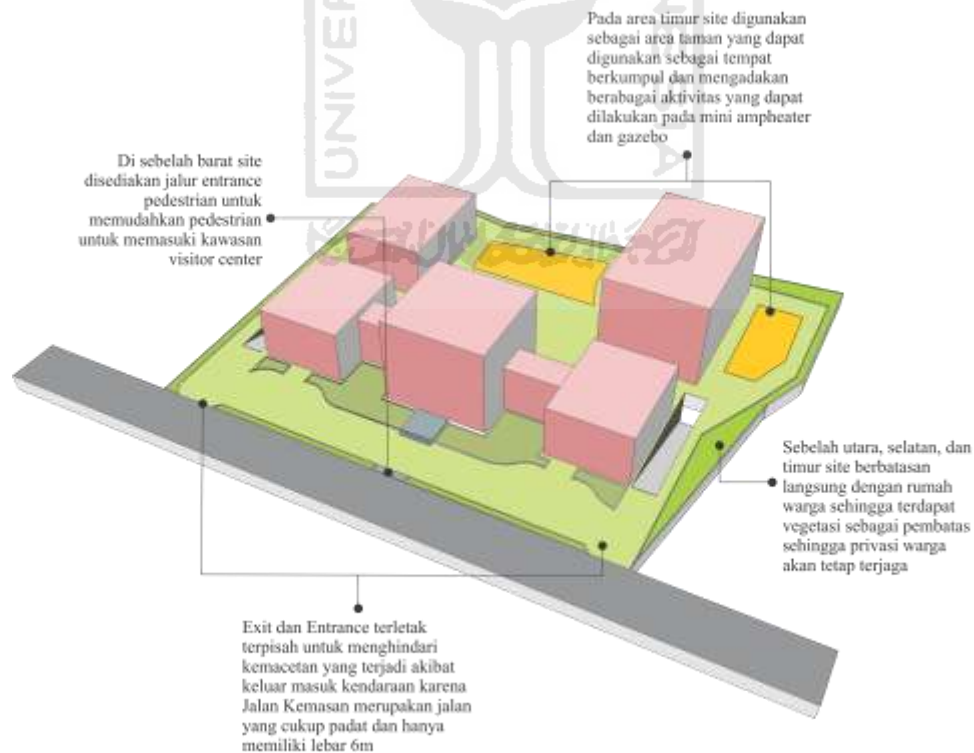 Pada area timur site digunakan
sebagai area taman yang dapat
digunakan sebagai tempat
berkumpul dan mengadakan
berabagai aktivitas yang dapat
dilakukan pada mini ampheater
dan gazebo
Di sebelah barat site
disediakan jalur entrance
pedestrian untuk
memudahkan pedestrian
untuk memasuki kawasan
visitor center
Sebelah utara, selatan, dan
timur site berbatasan
langsung dengan rumah
warga sehingga terdapat
vegetasi sebagai pembatas
sehingga privasi warga
akan tetap terjaga
Exit dan Entrance terletak
terpisah untuk menghindari
kemacetan yang terjadi akibat
keluar masuk kendaraan karena
Jalan Kemasan merupakan jalan
yang cukup padat dan hanya
memiliki lebar 6m